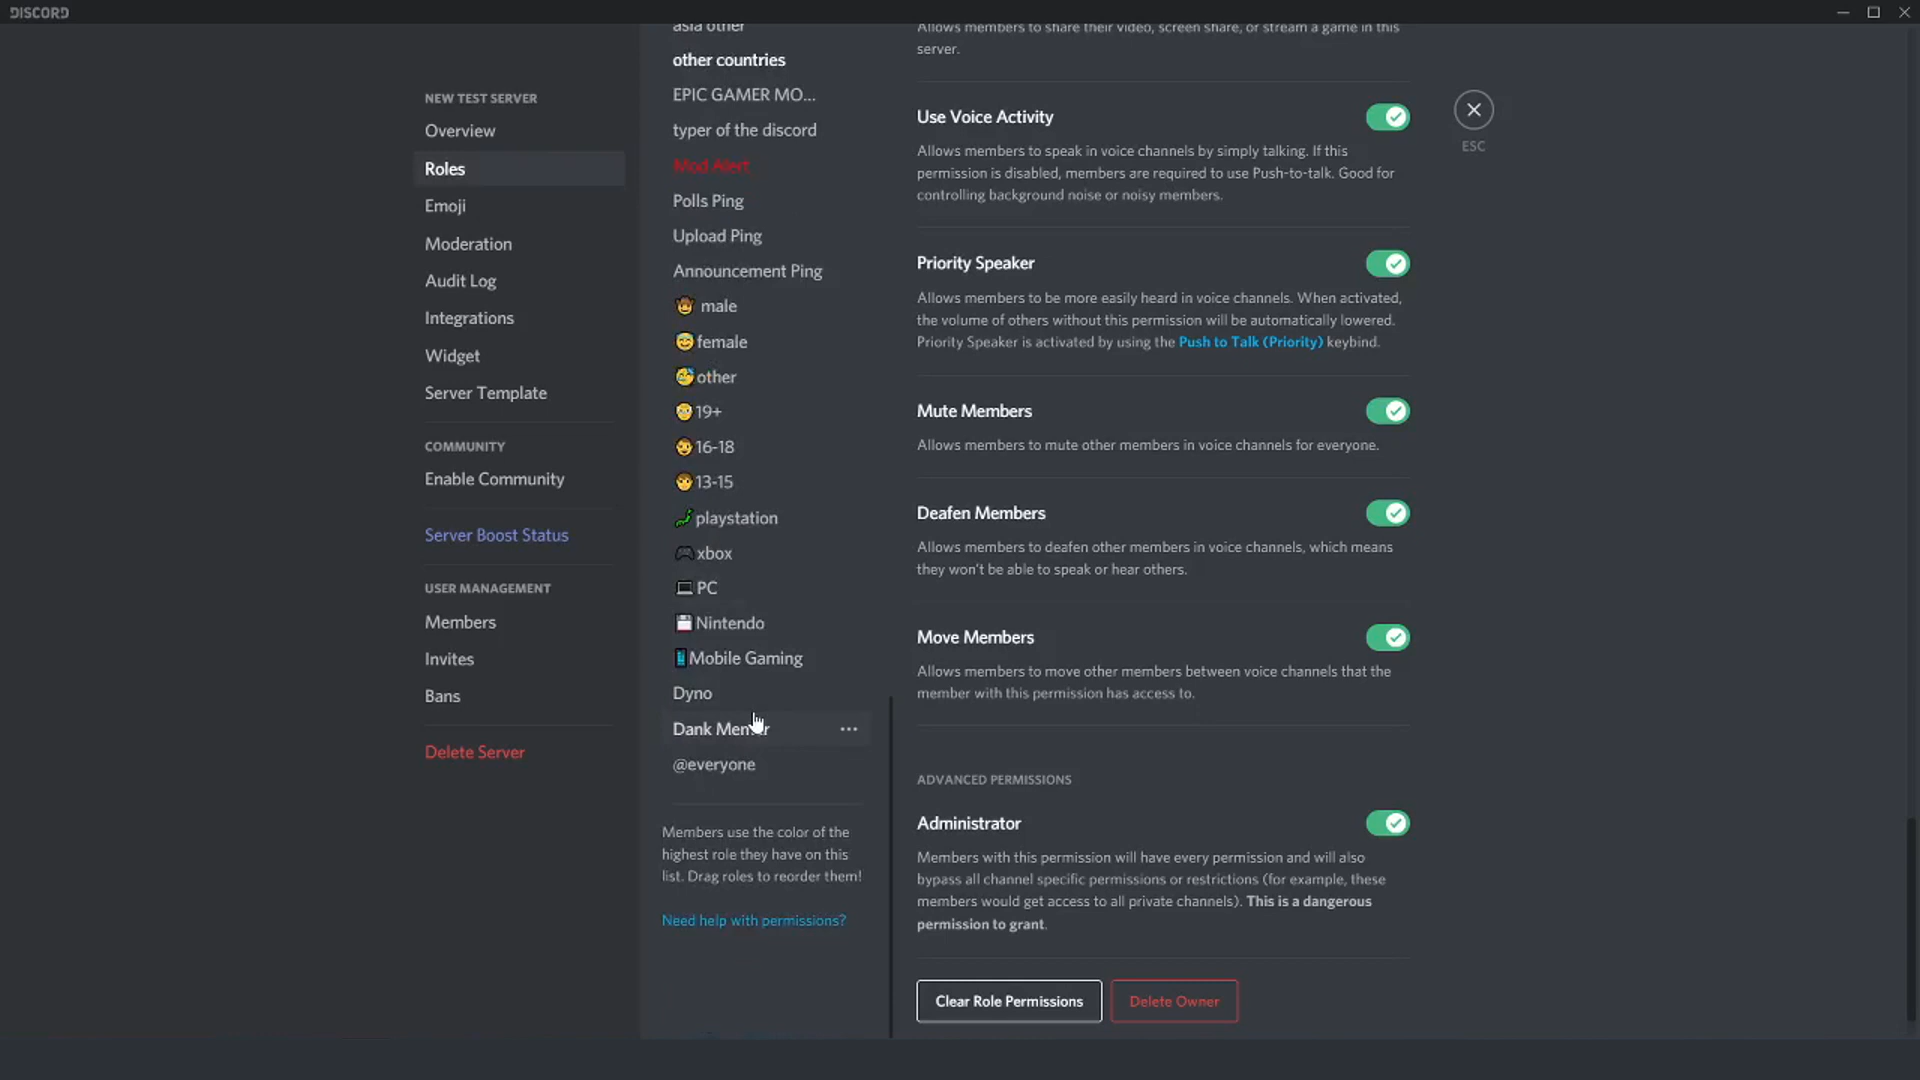 DISCORD
NEW TEST SERVER
Overview
Roles
Emoji
Moderation
Audit Log
Integrations
Widget
Server Template
COMMUNITY
Enable Community
Server Boost Status
USER MANAGEMENT
Members
Invites
Bans
Delete Server
asia other
other countries
EPIC GAMER MO...
typer of the discord
Mod Alert
Polls Ping
Upload Ping
Announcement Ping
male
female
other
19+
16-18
13-15
playstation
xbox
PC
Nintendo
Mobile Gaming
Dyno
Dank Memer
@everyone
Members use the color of the
highest role they have on this
list. Drag roles to reorder them!
Need help with permissions?
Allows members to share their video, screen share, or stream a game in this
server.
Use Voice Activity
Allows members to speak in voice channels by simply talking. If this
permission is disabled, members are required to use Push-to-talk. Good for
controlling background noise or noisy members.
Priority Speaker
Allows members to be more easily heard in voice channels. When activated,
the volume of others without this permission will be automatically lowered.
Priority Speaker is activated by using the Push to Talk (Priority) keybind.
Mute Members
Allows members to mute other members in voice channels for everyone.
Deafen Members
Allows members to deafen other members in voice channels, which means
they won't be able to speak or hear others.
Move Members
Allows members to move other members between voice channels that the
member with this permission has access to.
ADVANCED PERMISSIONS
Administrator
Members with this permission will have every permission and will also
bypass all channel specific permissions or restrictions (for example, these
members would get access to all private channels). This is a dangerous
permission to grant.
Clear Role Permissions
Delete Owner
ESC